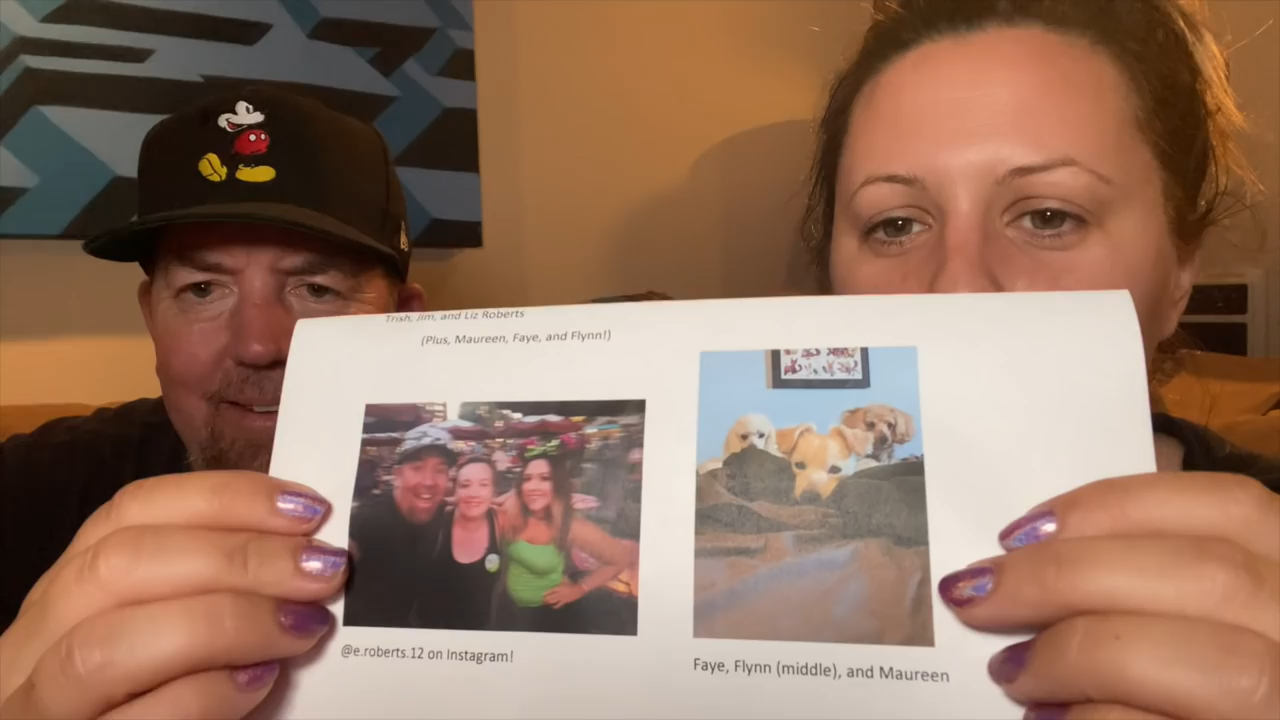 Trish, Jim, and Liz Roberts
(Plus, Maureen, Faye, and Flynn!)
@e.roberts.12 on Instagram!
Faye, Flynn (middle), and Maureen